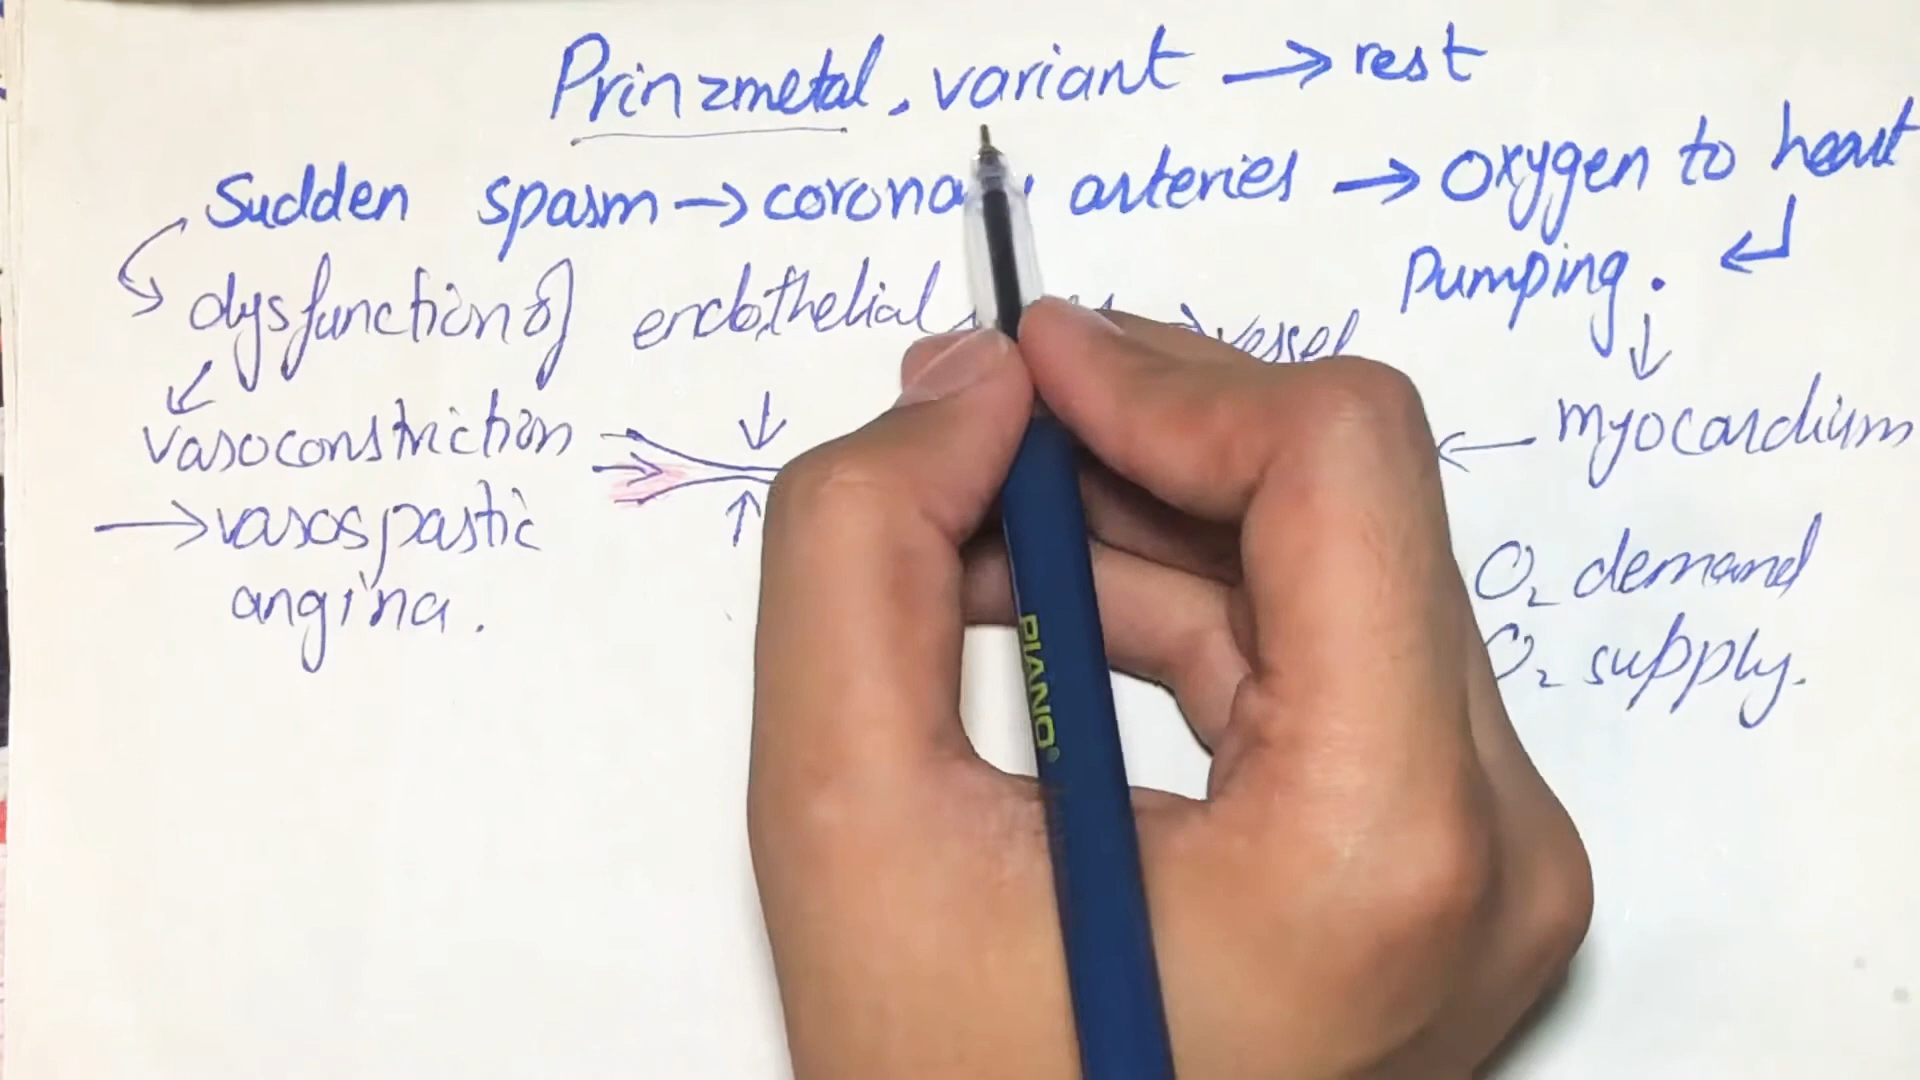 Prinzmetal. variant → rest
Sudden spasm → coronary arteries → Oxygen to heart
Pumping.
dysfunction of endothelial → vessel
vasoconstriction
myocardium
→ vasospastic
angina.
O₂ demand
O₂ supply.
PIANO®